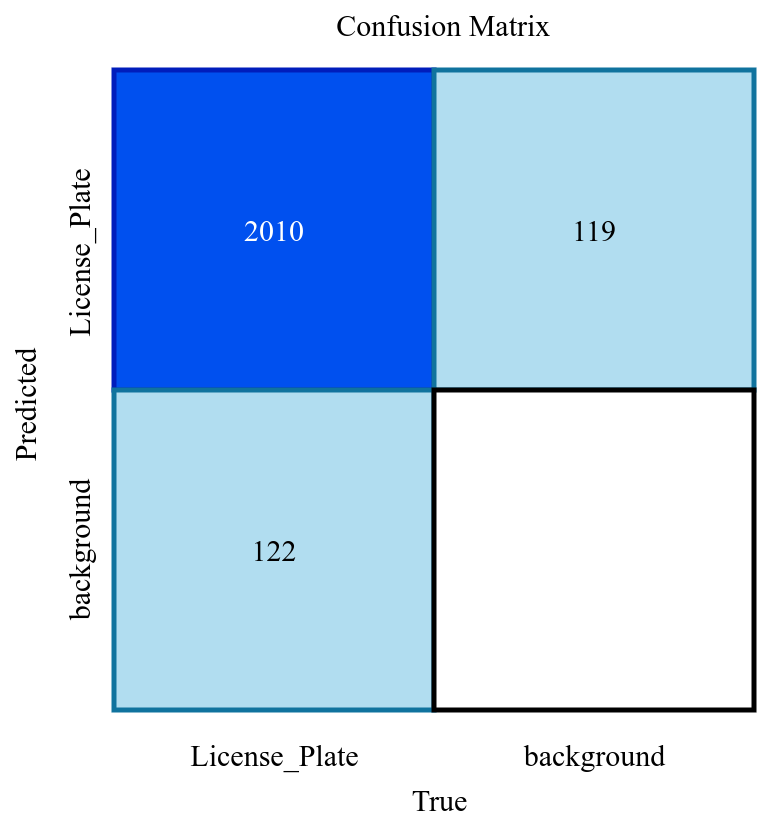 Confusion Matrix
License_Plate
2010
119
Predicted
background
122
License_Plate
background
True